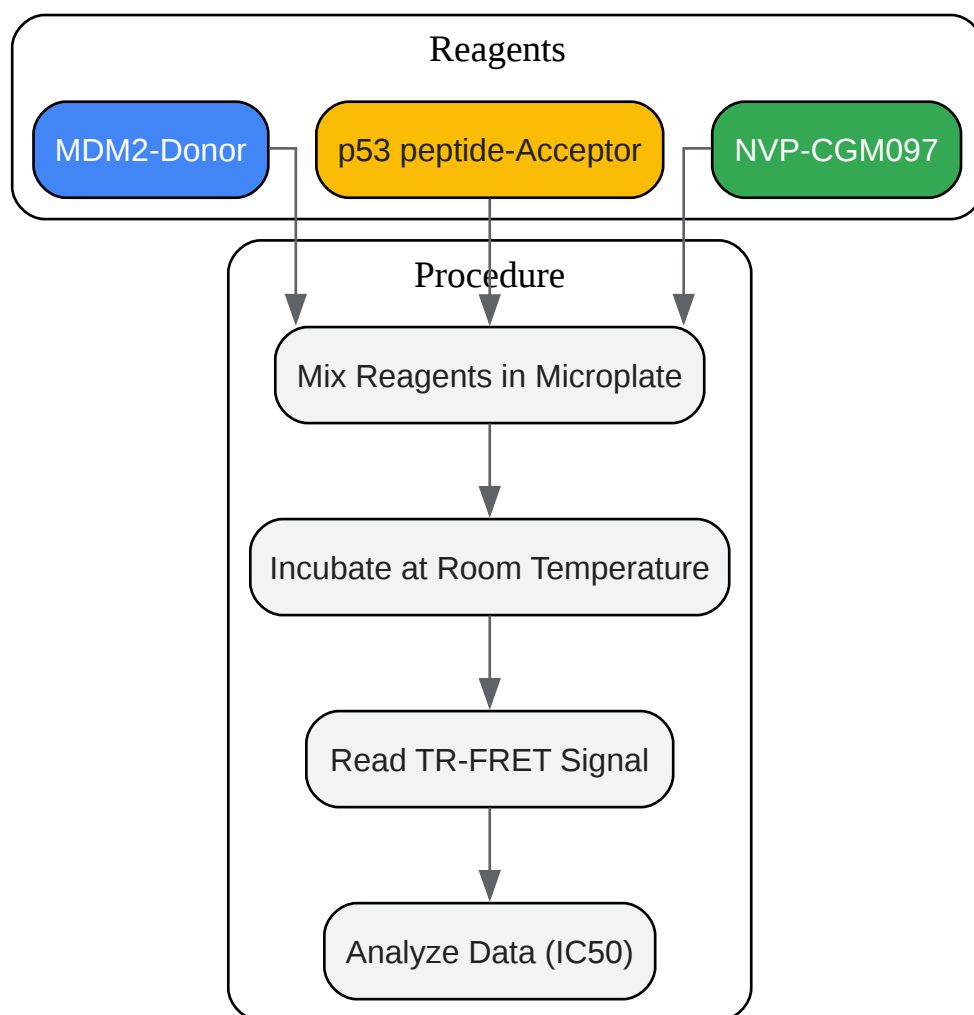 Reagents
MDM2-Donor
p53 peptide-Acceptor
NVP-CGM097
Procedure
Mix Reagents in Microplate
Incubate at Room Temperature
Read TR-FRET Signal
Analyze Data (IC50)